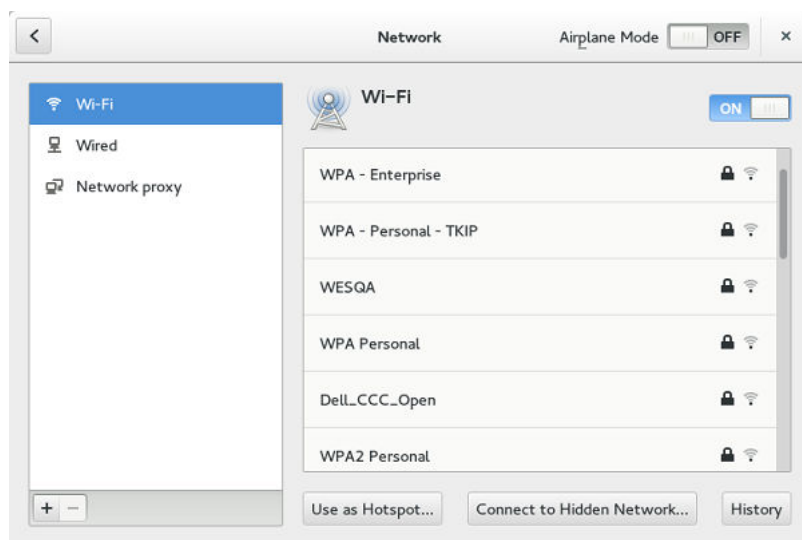 Network
Airplane Mode OFF
Wi-Fi
Wired
Network proxy
Wi-Fi
ON
WPA - Enterprise
WPA - Personal - TKIP
WESQA
WPA Personal
Dell_CCC_Open
WPA2 Personal
Use as Hotspot... Connect to Hidden Network... History